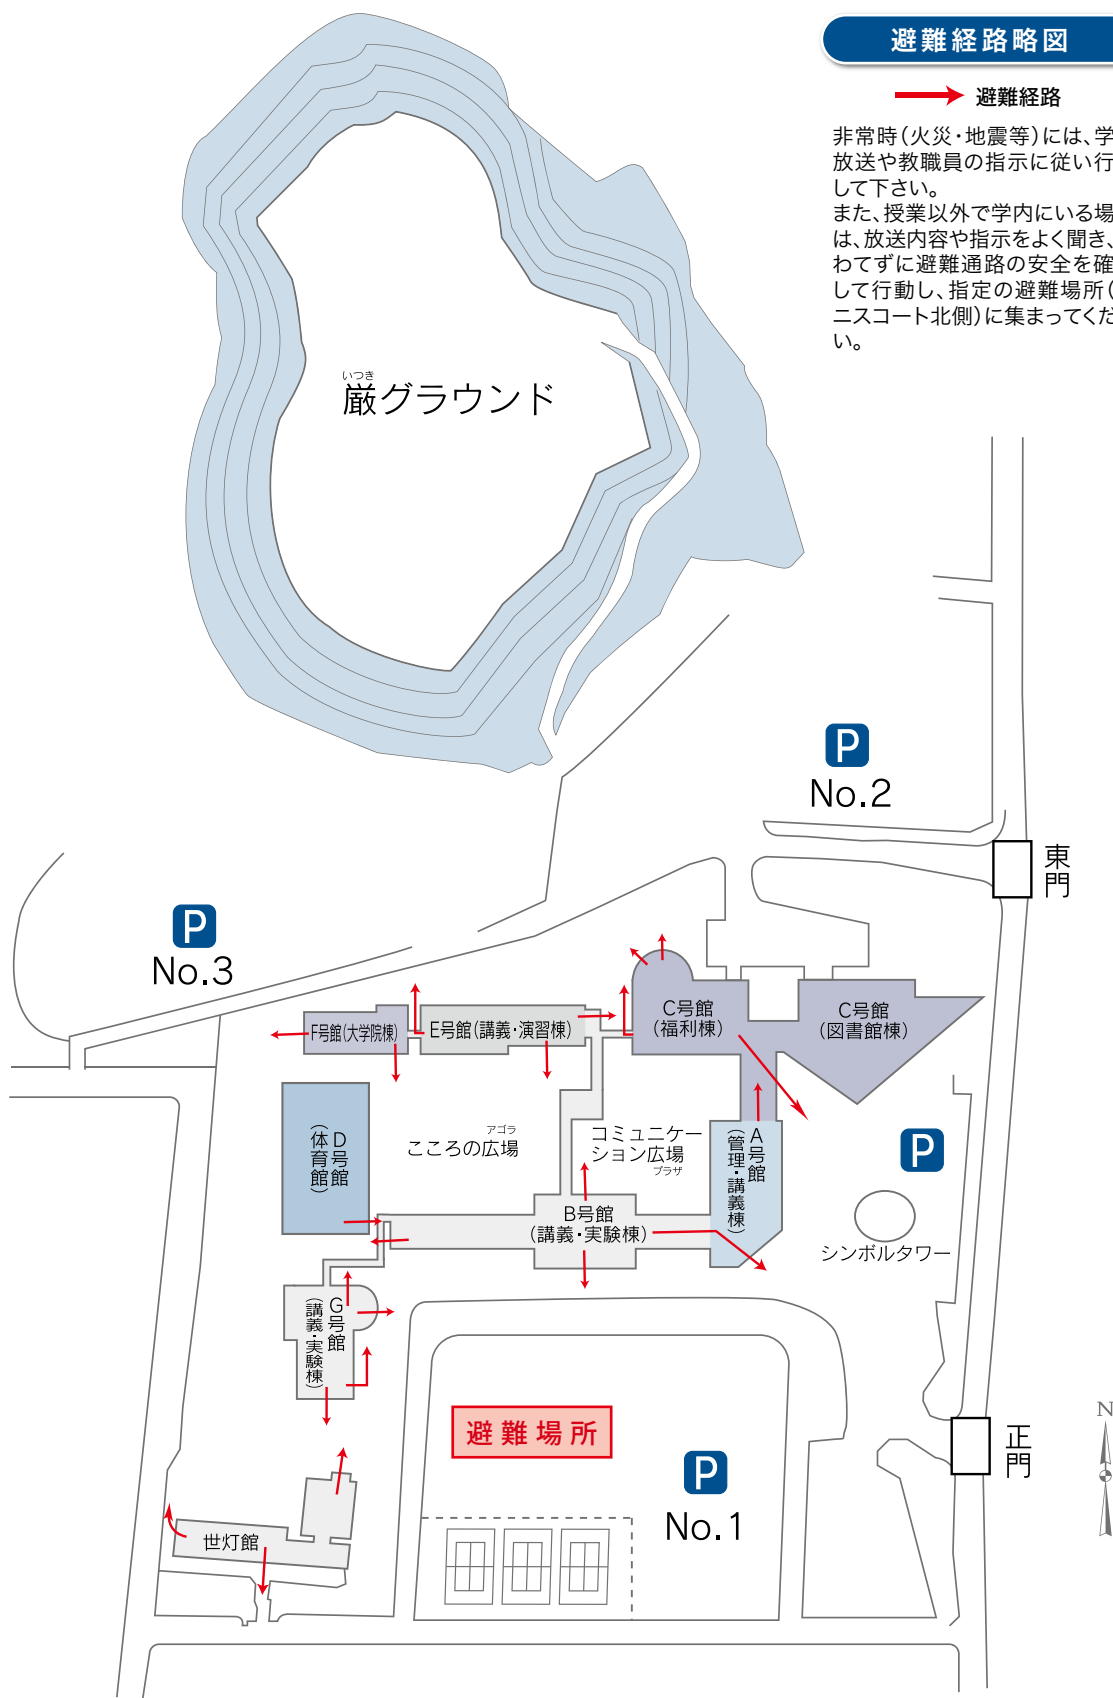 避難経路略図
避難経路
非常時(火災・地震等)には、学
放送や教職員の指示に従い行
して下さい。
また、授業以外で学内にいる場
は、放送内容や指示をよく聞き、
わてずに避難通路の安全を確
して行動し、指定の避難場所(
ニスコート北側)に集まってくだ
い。
いつき
厳グラウンド
P
No.2
東門
P
No.3
C号館
(福利棟)
C号館
(図書館棟)
F号館(大学院棟)
E号館(講義・演習棟)
D号館
(体育館)
アゴラ
こころの広場
コミュニケー
ション広場
プラザ
A号館
(管理・講義棟)
P
シンボルタワー
B号館
(講義・実験棟)
G号館
(講義・実験棟)
避難場所
P
No.1
正門
N
世灯館